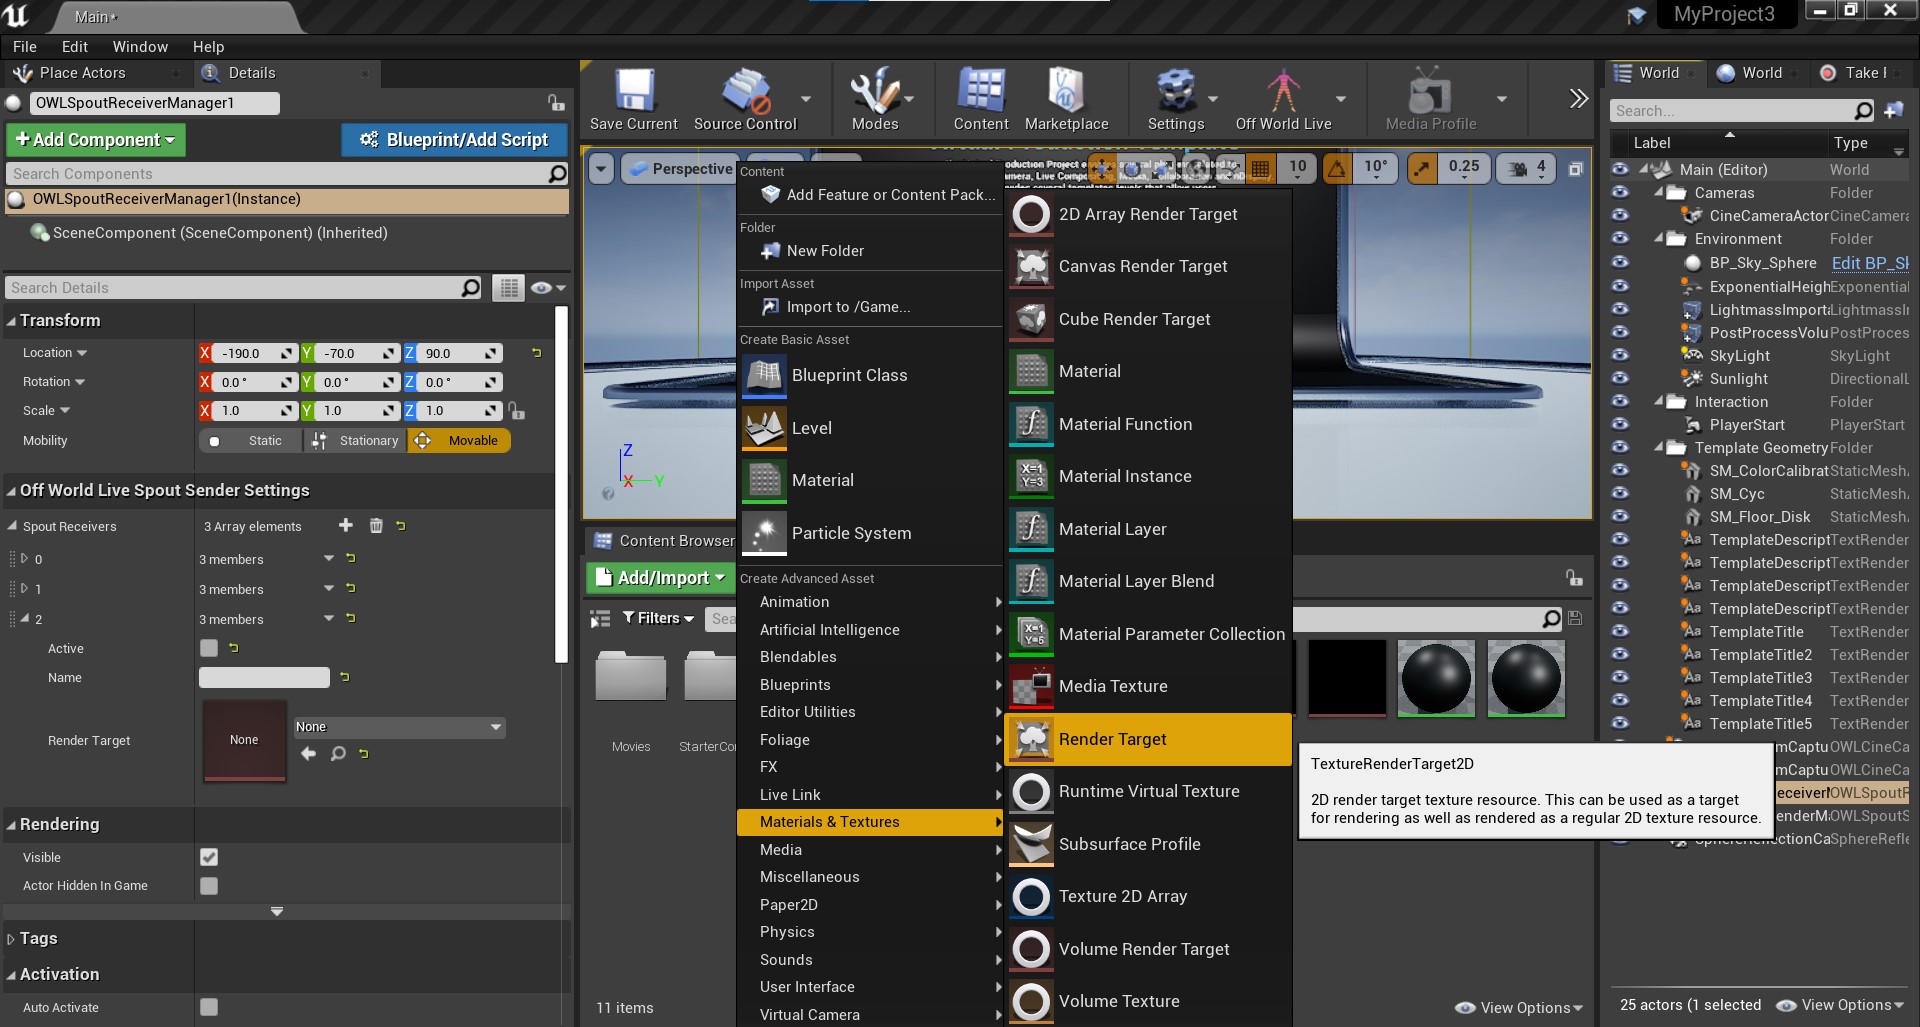 Main*
MyProject3
File Edit Window Help
Place Actors
Details
OWLSpoutReceiverManager1
+Add Component
Blueprint/Add Script
Search Components
OWLSpoutReceiverManager1(Instance)
SceneComponent (SceneComponent) (Inherited)
Search Details
Transform
Location X -190.0 Y -70.0 Z 90.0
Rotation X 0.0 ° Y 0.0 ° Z 0.0 °
Scale X 1.0 Y 1.0 Z 1.0
Mobility Static Stationary Movable
Off World Live Spout Sender Settings
Spout Receivers 3 Array elements
0 3 members
1 3 members
2 3 members
Active
Name
Render Target None None
Rendering
Visible
Actor Hidden In Game
Tags
Activation
Auto Activate
Save Current
Source Control
Modes
Content
Marketplace
Settings
Off World Live
Media Profile
Perspective
10
10°
0.25
4
Z
X
Y
Content Browser
Add/Import
Filters
Sea
Movies
StarterCon
11 items
View Options
Content
Add Feature or Content Pack...
Folder
New Folder
Import Asset
Import to /Game...
Create Basic Asset
Blueprint Class
Level
Material
Particle System
Create Advanced Asset
Animation
Artificial Intelligence
Blendables
Blueprints
Editor Utilities
Foliage
FX
Live Link
Materials & Textures
Media
Miscellaneous
Paper2D
Physics
Sounds
User Interface
Virtual Camera
2D Array Render Target
Canvas Render Target
Cube Render Target
Material
Material Function
Material Instance
Material Layer
Material Layer Blend
Material Parameter Collection
Media Texture
Render Target
Runtime Virtual Texture
Subsurface Profile
Texture 2D Array
Volume Render Target
Volume Texture
TextureRenderTarget2D
2D render target texture resource. This can be used as a target
for rendering as well as rendered as a regular 2D texture resource.
World
World
Take
Search...
Label Type
Main (Editor) World
Cameras Folder
CineCameraActor CineCamera
Environment Folder
BP_Sky_Sphere Edit BP_Sk
ExponentialHeigh Exponential
LightmassImporta LightmassIm
PostProcessVolu PostProces
SkyLight SkyLight
Sunlight DirectionalL
Interaction Folder
PlayerStart PlayerStart
Template Geometry Folder
SM_ColorCalibrat StaticMesh
SM_Cyc StaticMesh
SM_Floor_Disk StaticMesh
TemplateDescript TextRender
TemplateDescript TextRender
TemplateDescript TextRender
TemplateDescript TextRender
TemplateTitle TextRender
TemplateTitle2 TextRender
TemplateTitle3 TextRender
TemplateTitle4 TextRender
TemplateTitle5 TextRender
mCaptu OWLCineCa
mCaptu OWLCineCa
eceiver OWLSpoutR
enderMa OWLSpoutS
SphereReflectionCa SphereRefle
25 actors (1 selected
View Options